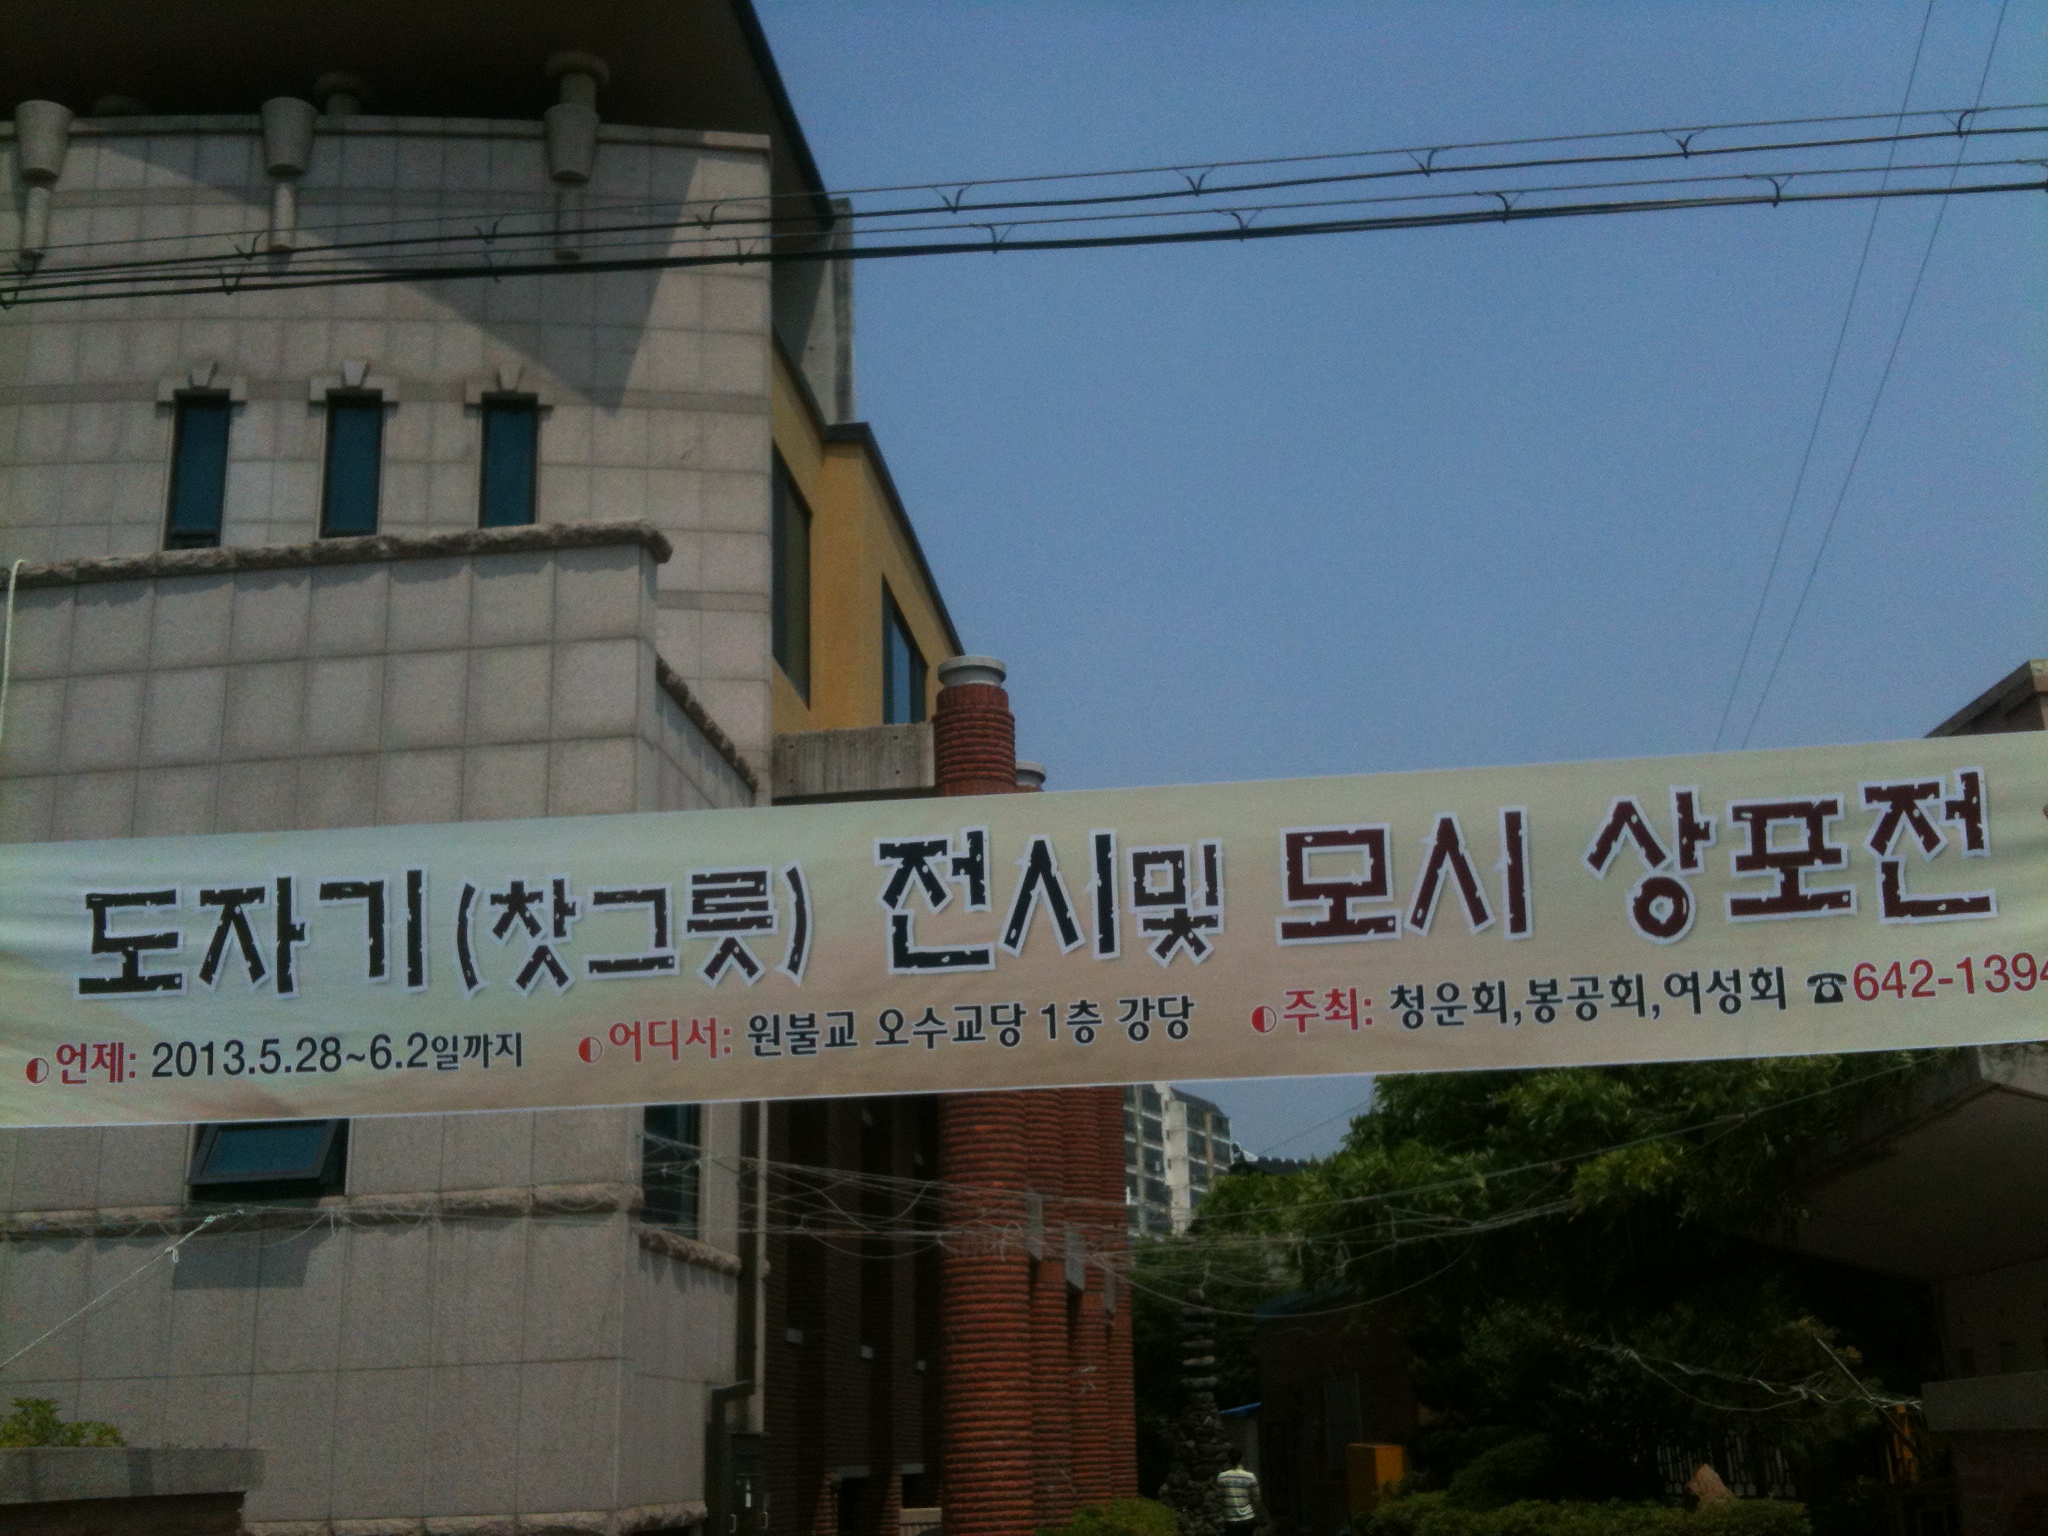 도자기(찻그릇) 전시및 모시 상포전
언제: 2013.5.28~6.2일까지 어디서: 원불교 오수교당 1층 강당 주최: 청운회,봉공회,여성회 ☎642-1394